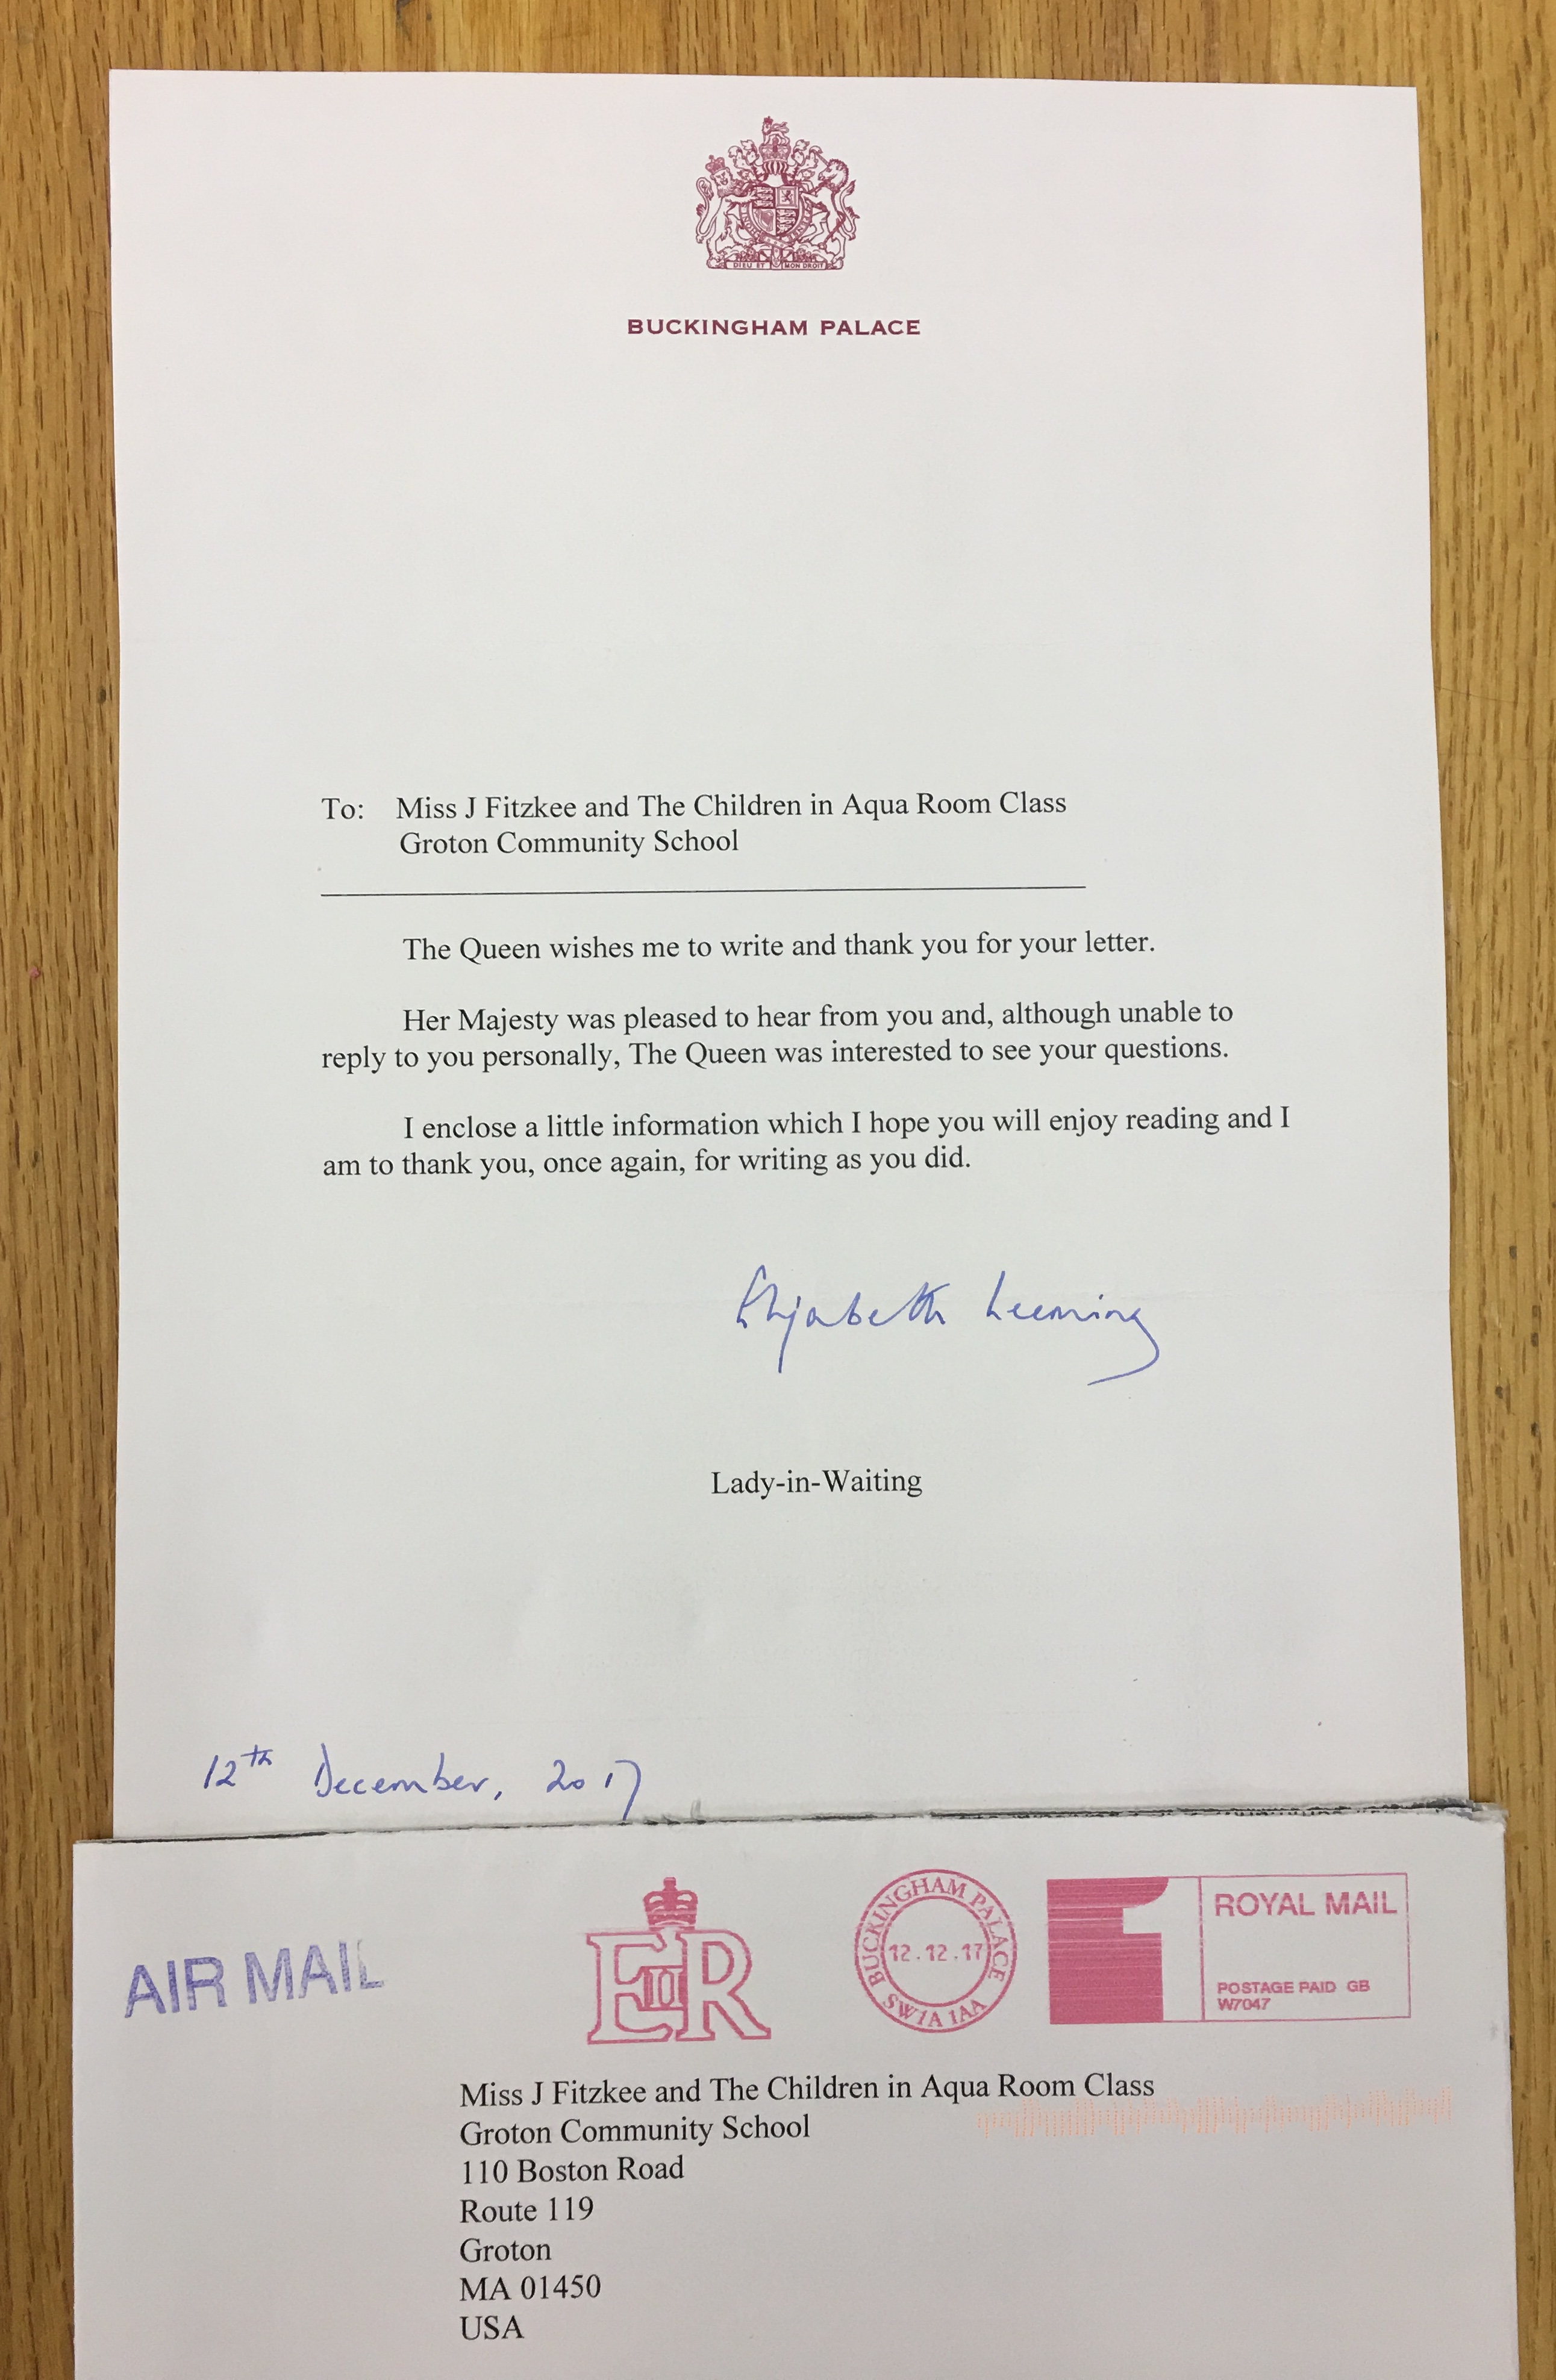 DIEU ET MON DROIT
BUCKINGHAM PALACE
To: Miss J Fitzkee and The Children in Aqua Room Class
Groton Community School
The Queen wishes me to write and thank you for your letter.
Her Majesty was pleased to hear from you and, although unable to
reply to you personally, The Queen was interested to see your questions.
I enclose a little information which I hope you will enjoy reading and I
am to thank you, once again, for writing as you did.
Elizabeth Leeming
Lady-in-Waiting
12th December, 2017
AIR MAIL
EIIR
BUCKINGHAM PALACE
12.12.17
SW1A 1AA
1
ROYAL MAIL
POSTAGE PAID GB
W7047
Miss J Fitzkee and The Children in Aqua Room Class
Groton Community School
110 Boston Road
Route 119
Groton
MA 01450
USA